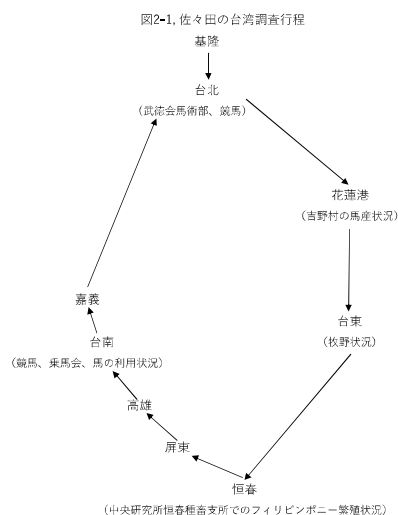 図2-1,佐々田の台湾調査行程
基隆
台北
(武徳会馬術部、競馬)
花蓮港
(吉野村の馬産状況)
台東
(牧野状況)
恒春
(中央研究所恒春種畜支所でのフィリピンポニー繁殖状況)
屏東
高雄
台南
(競馬、乗馬会、馬の利用状況)
嘉義